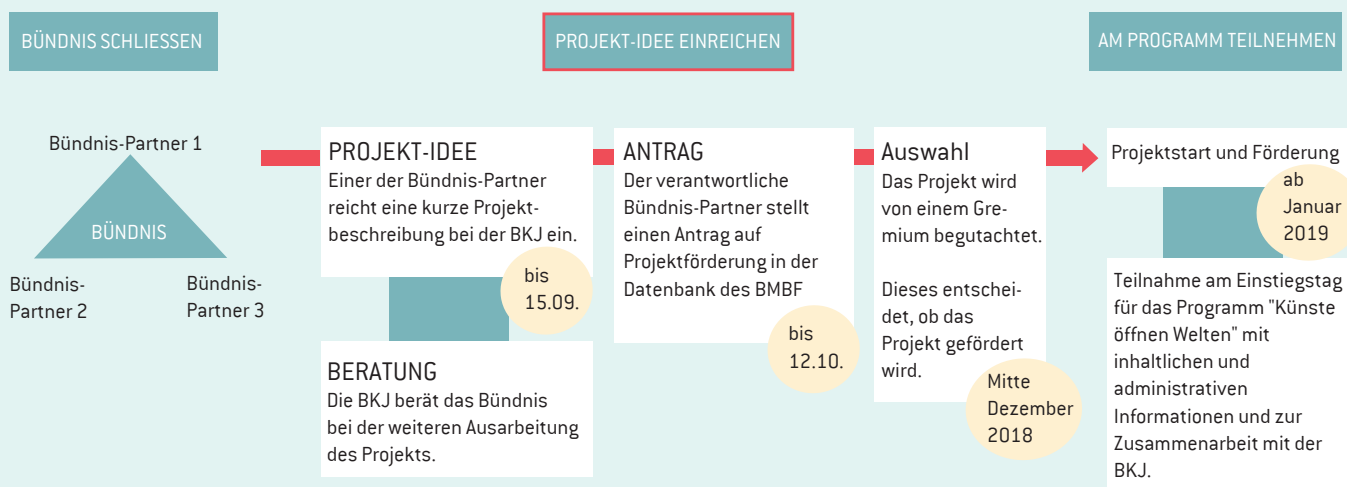 BÜNDNIS SCHLIESSEN
PROJEKT-IDEE EINREICHEN
AM PROGRAMM TEILNEHMEN
Bündnis-Partner 1
BÜNDNIS
Bündnis-
Partner 2
Bündnis-
Partner 3
PROJEKT-IDEE
Einer der Bündnis-Partner
reicht eine kurze Projekt-
beschreibung bei der BKJ ein.
bis
15.09.
BERATUNG
Die BKJ berät das Bündnis
bei der weiteren Ausarbeitung
des Projekts.
ANTRAG
Der verantwortliche
Bündnis-Partner stellt
einen Antrag auf
Projektförderung in der
Datenbank des BMBF
bis
12.10.
Auswahl
Das Projekt wird
von einem Gre-
mium begutachtet.
Dieses entschei-
det, ob das
Projekt gefördert
wird.
Mitte
Dezember
2018
Projektstart und Förderung
ab
Januar
2019
Teilnahme am Einstiegstag
für das Programm "Künste
öffnen Welten" mit
inhaltlichen und
administrativen
Informationen und zur
Zusammenarbeit mit der
BKJ.